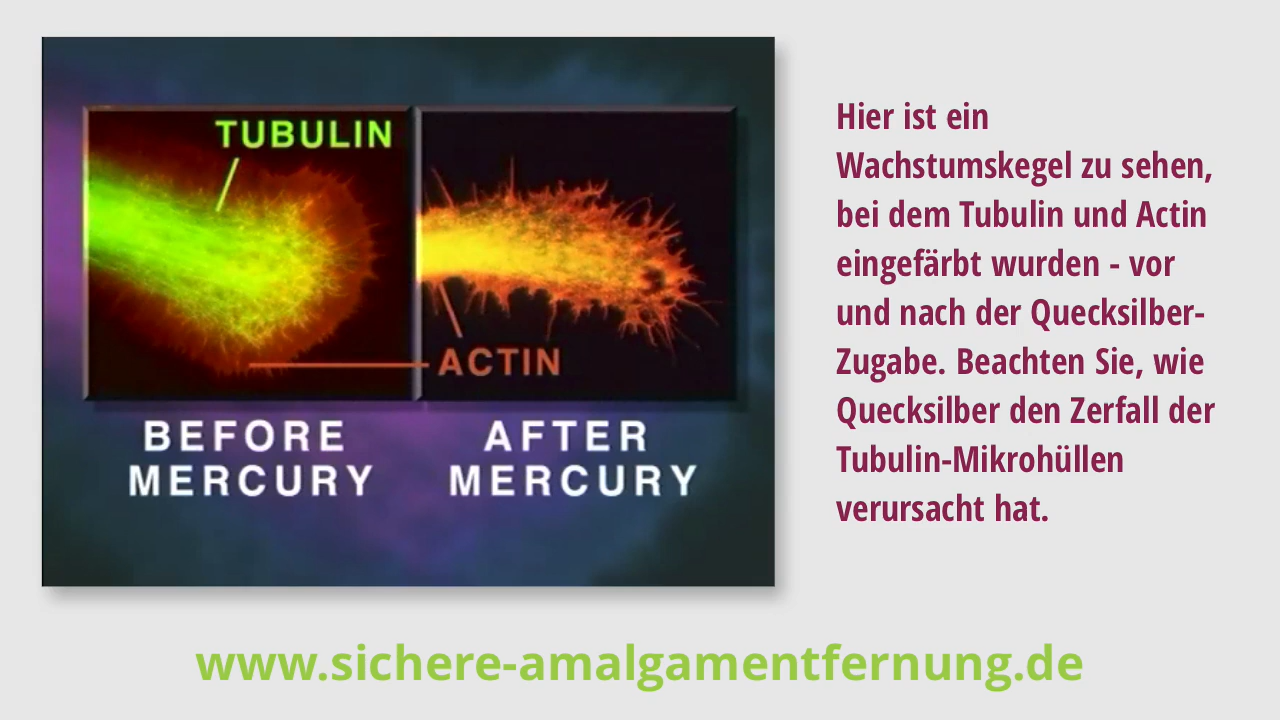 TUBULIN
ACTIN
BEFORE
MERCURY
AFTER
MERCURY
Hier ist ein
Wachstumskegel zu sehen,
bei dem Tubulin und Actin
eingefärbt wurden - vor
und nach der Quecksilber-
Zugabe. Beachten Sie, wie
Quecksilber den Zerfall der
Tubulin-Mikrohüllen
verursacht hat.
www.sichere-amalgamentfernung.de